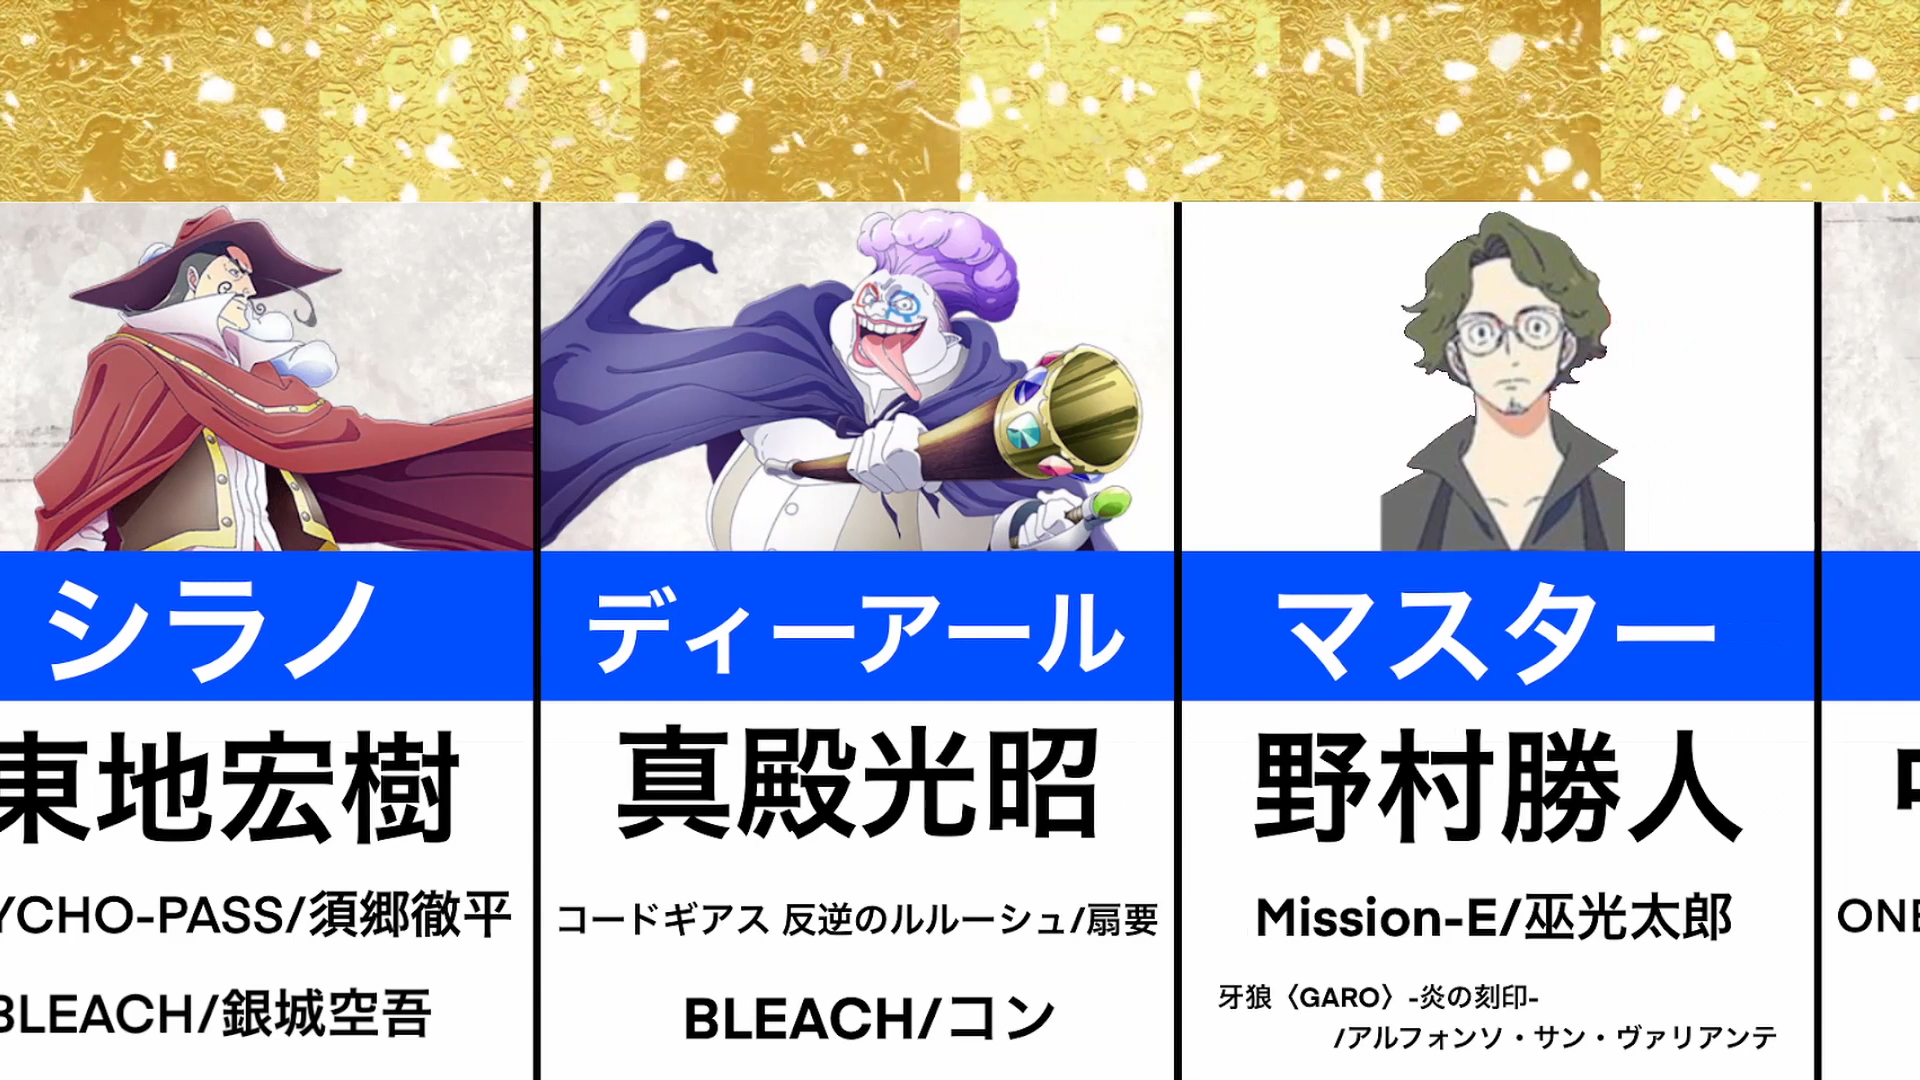 シラノ
東地宏樹
YCHO-PASS/須郷徹平
BLEACH/銀城空吾
ディーアール
真殿光昭
コードギアス 反逆のルルーシュ/扇要
BLEACH/コン
マスター
野村勝人
Mission-E/巫光太郎
牙狼〈GARO〉-炎の刻印-
/アルフォンソ・サン・ヴァリアンテ
ONE